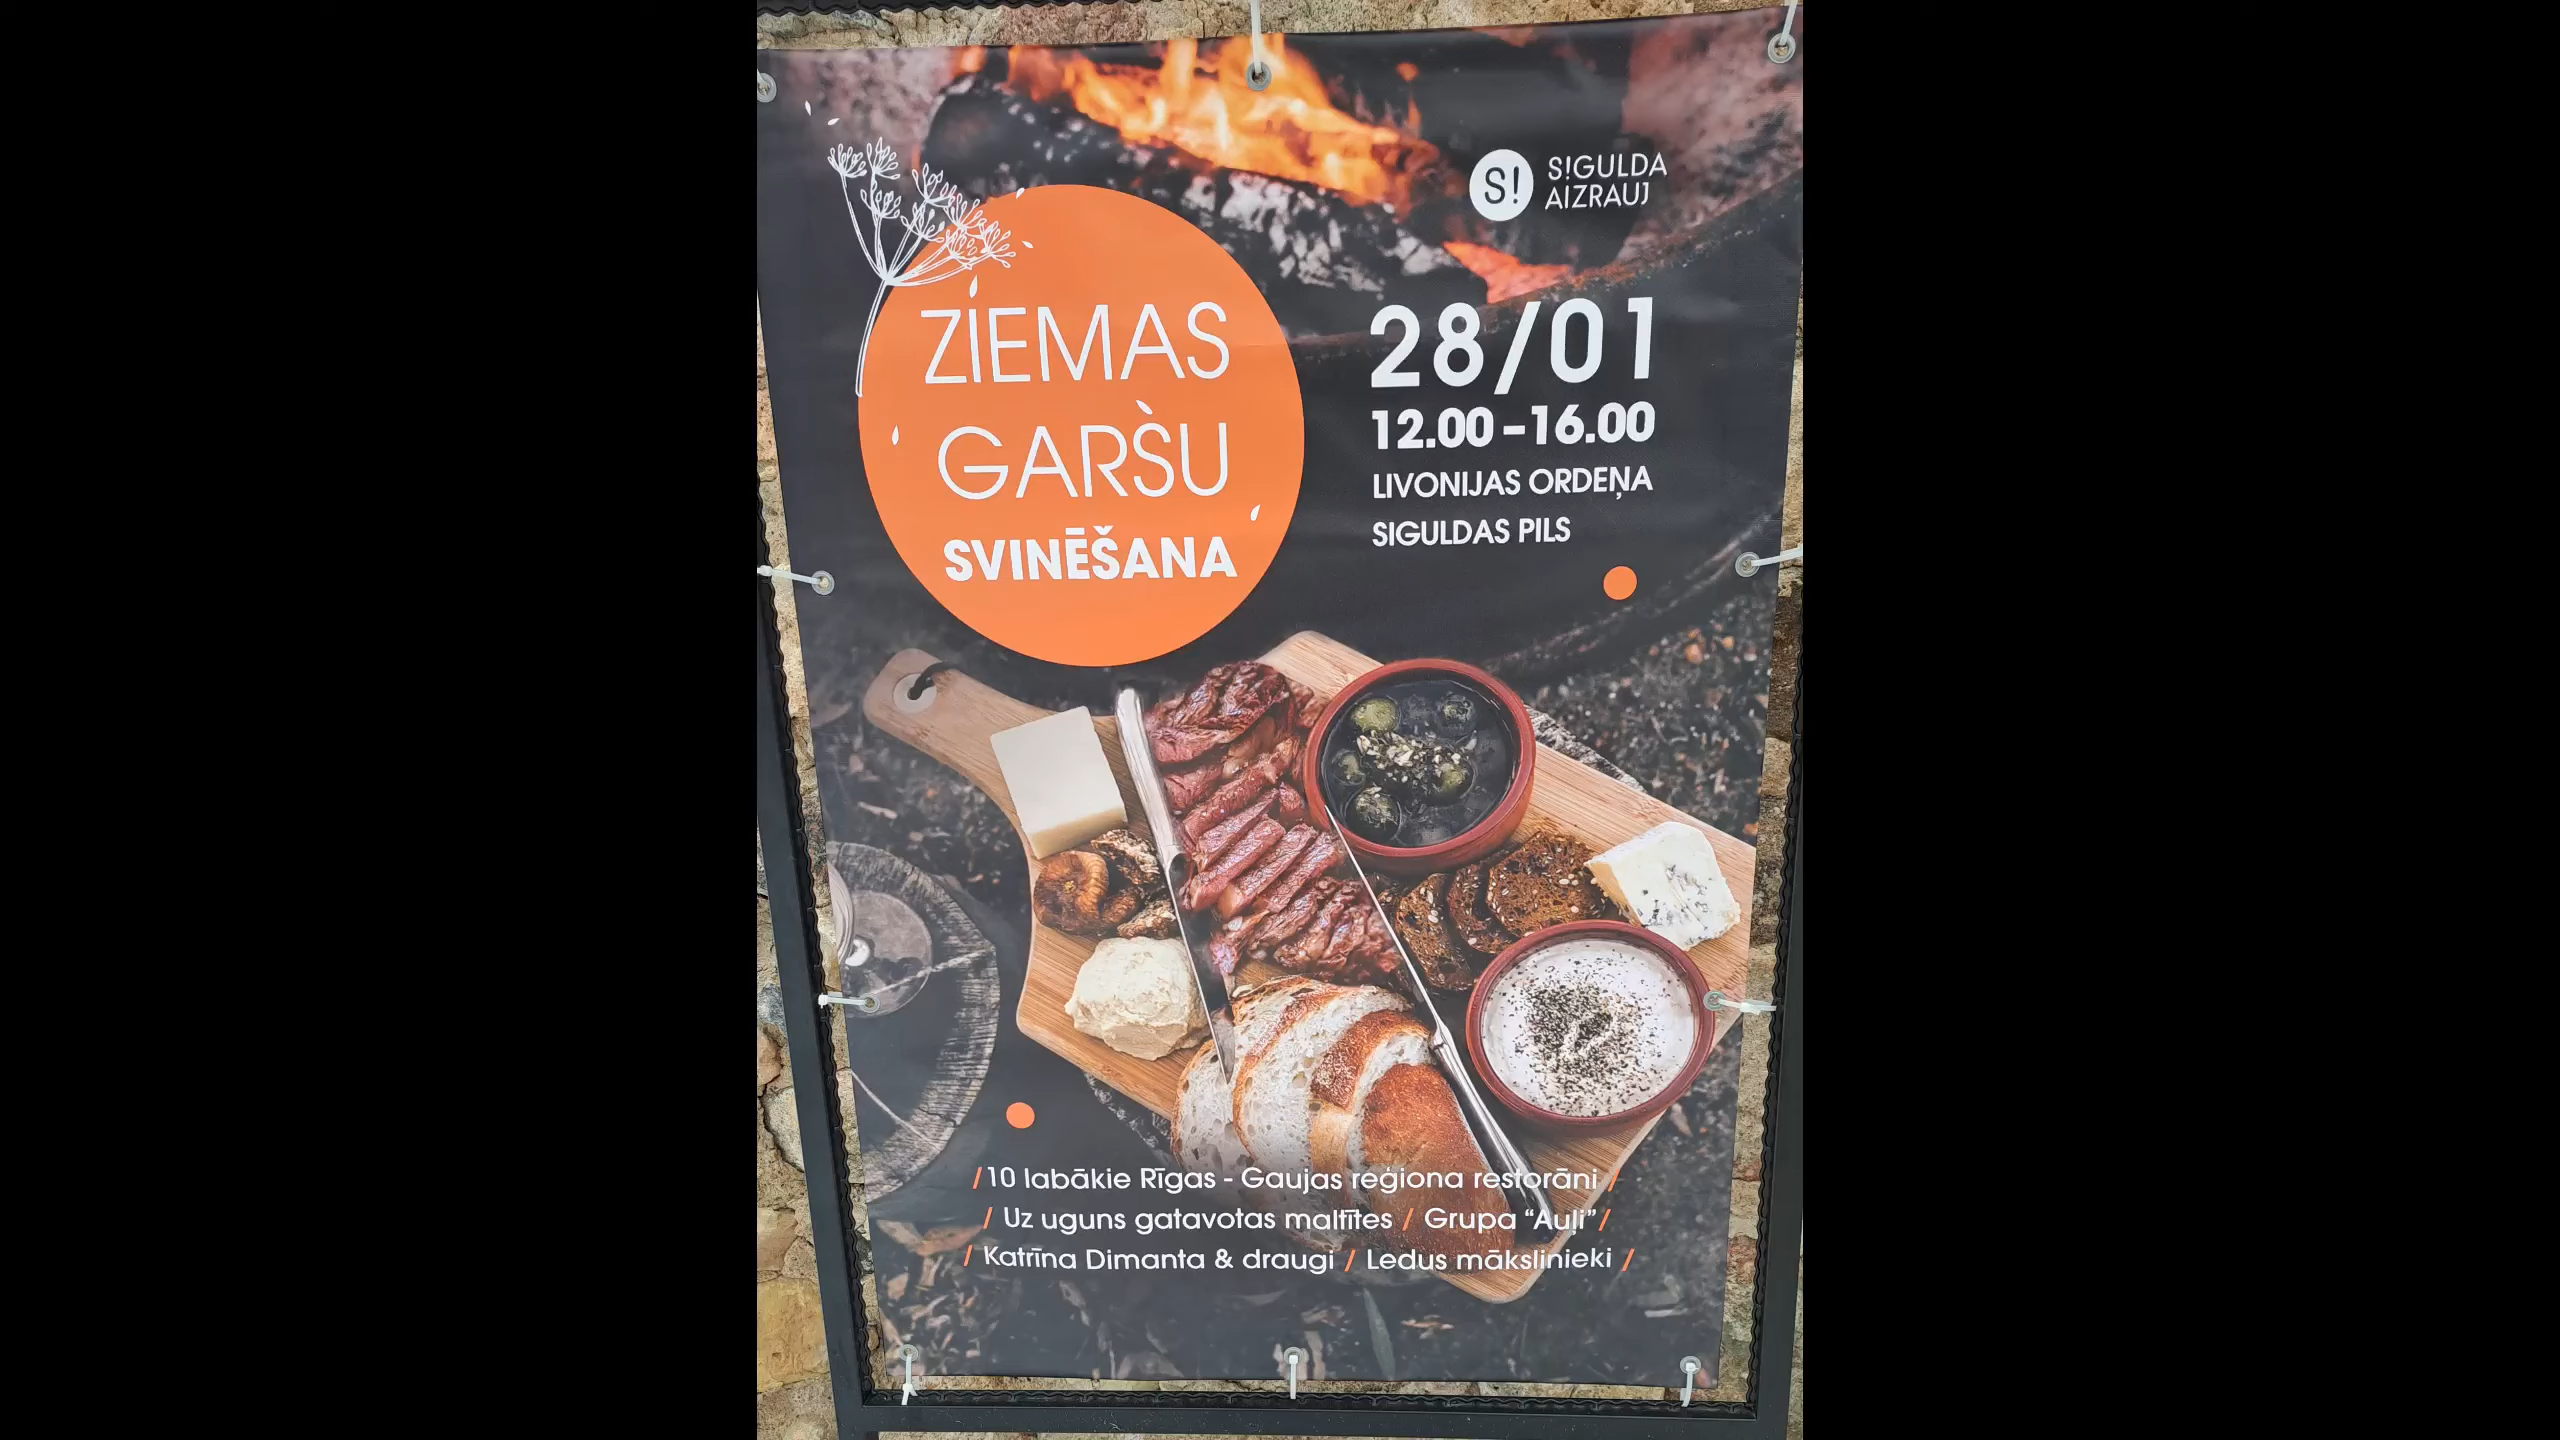 S!
S!GULDA
AIZRAUJ
ZIEMAS
GARŠU
SVINĒŠANA
28/01
12.00 – 16.00
LIVONIJAS ORDEŅA
SIGULDAS PILS
/ 10 labākie Rīgas - Gaujas reģiona restorāni /
/ Uz uguns gatavotas maltītes / Grupa “Auļi” /
/ Katrīna Dimanta & draugi / Ledus mākslinieki /